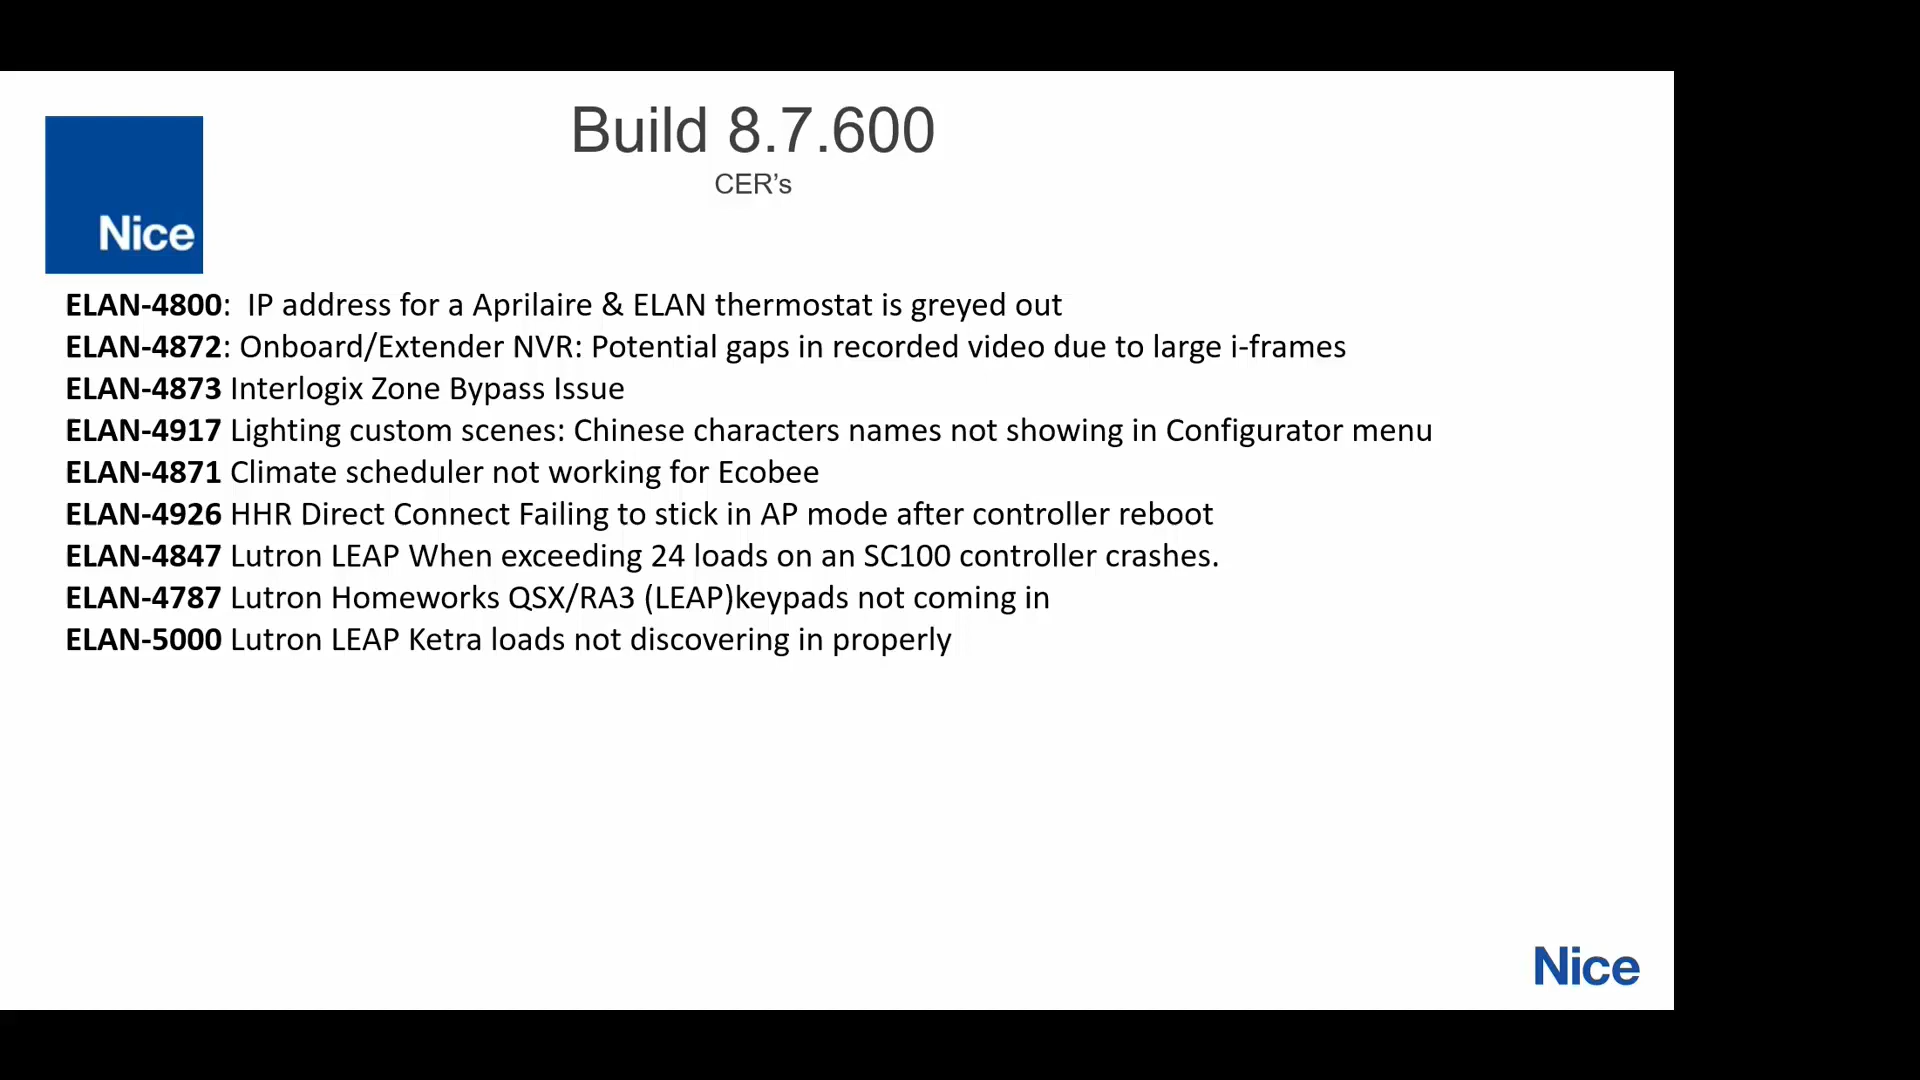 Build 8.7.600
CER’s
Nice
ELAN-4800:  IP address for a Aprilaire & ELAN thermostat is greyed out
ELAN-4872: Onboard/Extender NVR: Potential gaps in recorded video due to large i-frames
ELAN-4873 Interlogix Zone Bypass Issue
ELAN-4917 Lighting custom scenes: Chinese characters names not showing in Configurator menu
ELAN-4871 Climate scheduler not working for Ecobee
ELAN-4926 HHR Direct Connect Failing to stick in AP mode after controller reboot
ELAN-4847 Lutron LEAP When exceeding 24 loads on an SC100 controller crashes.
ELAN-4787 Lutron Homeworks QSX/RA3 (LEAP)keypads not coming in
ELAN-5000 Lutron LEAP Ketra loads not discovering in properly
Nice